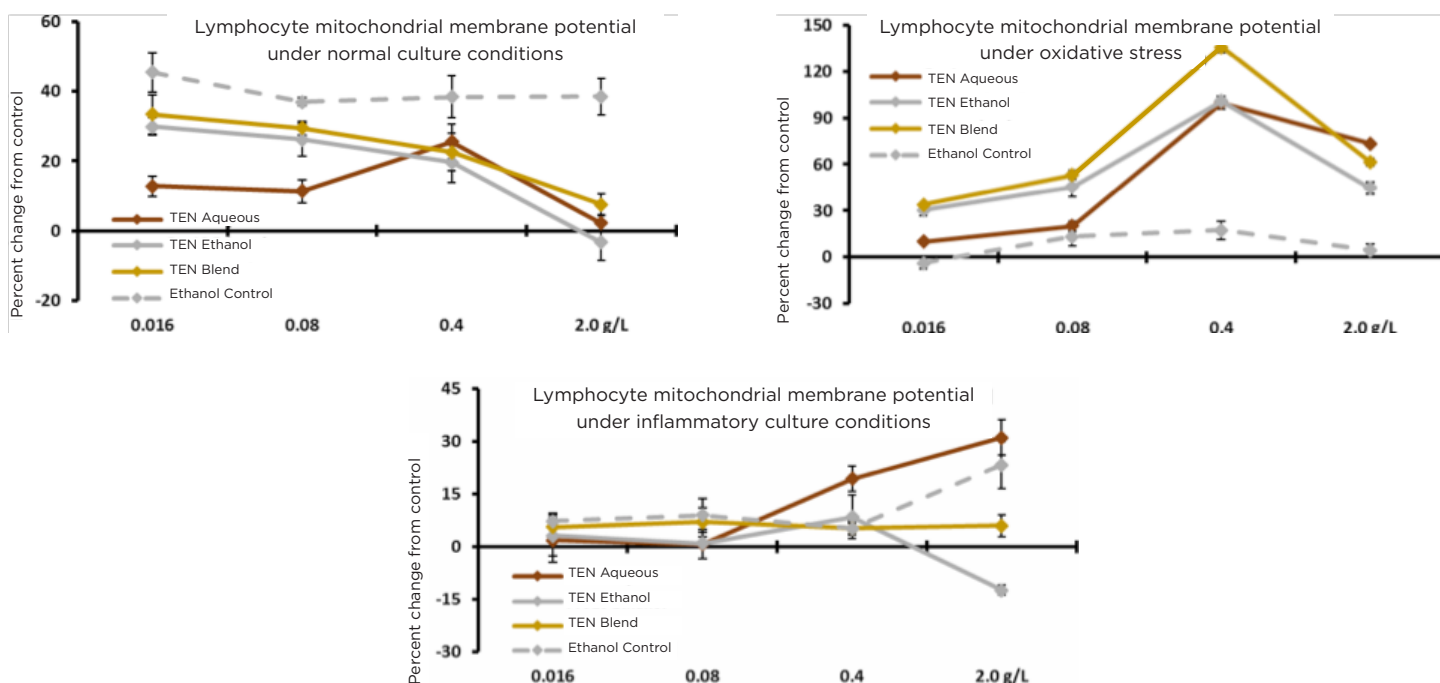 Lymphocyte mitochondrial membrane potential
under normal culture conditions
Percent change from control
60
40
20
0
-20
TEN Aqueous
TEN Ethanol
TEN Blend
Ethanol Control
0.016 0.08 0.4 2.0 g/L
Lymphocyte mitochondrial membrane potential
under oxidative stress
Percent change from control
150
120
90
60
30
0
-30
TEN Aqueous
TEN Ethanol
TEN Blend
Ethanol Control
0.016 0.08 0.4 2.0 g/L
Lymphocyte mitochondrial membrane potential
under inflammatory culture conditions
Percent change from control
45
30
15
0
-15
-30
TEN Aqueous
TEN Ethanol
TEN Blend
Ethanol Control
0.016 0.08 0.4 2.0 g/L